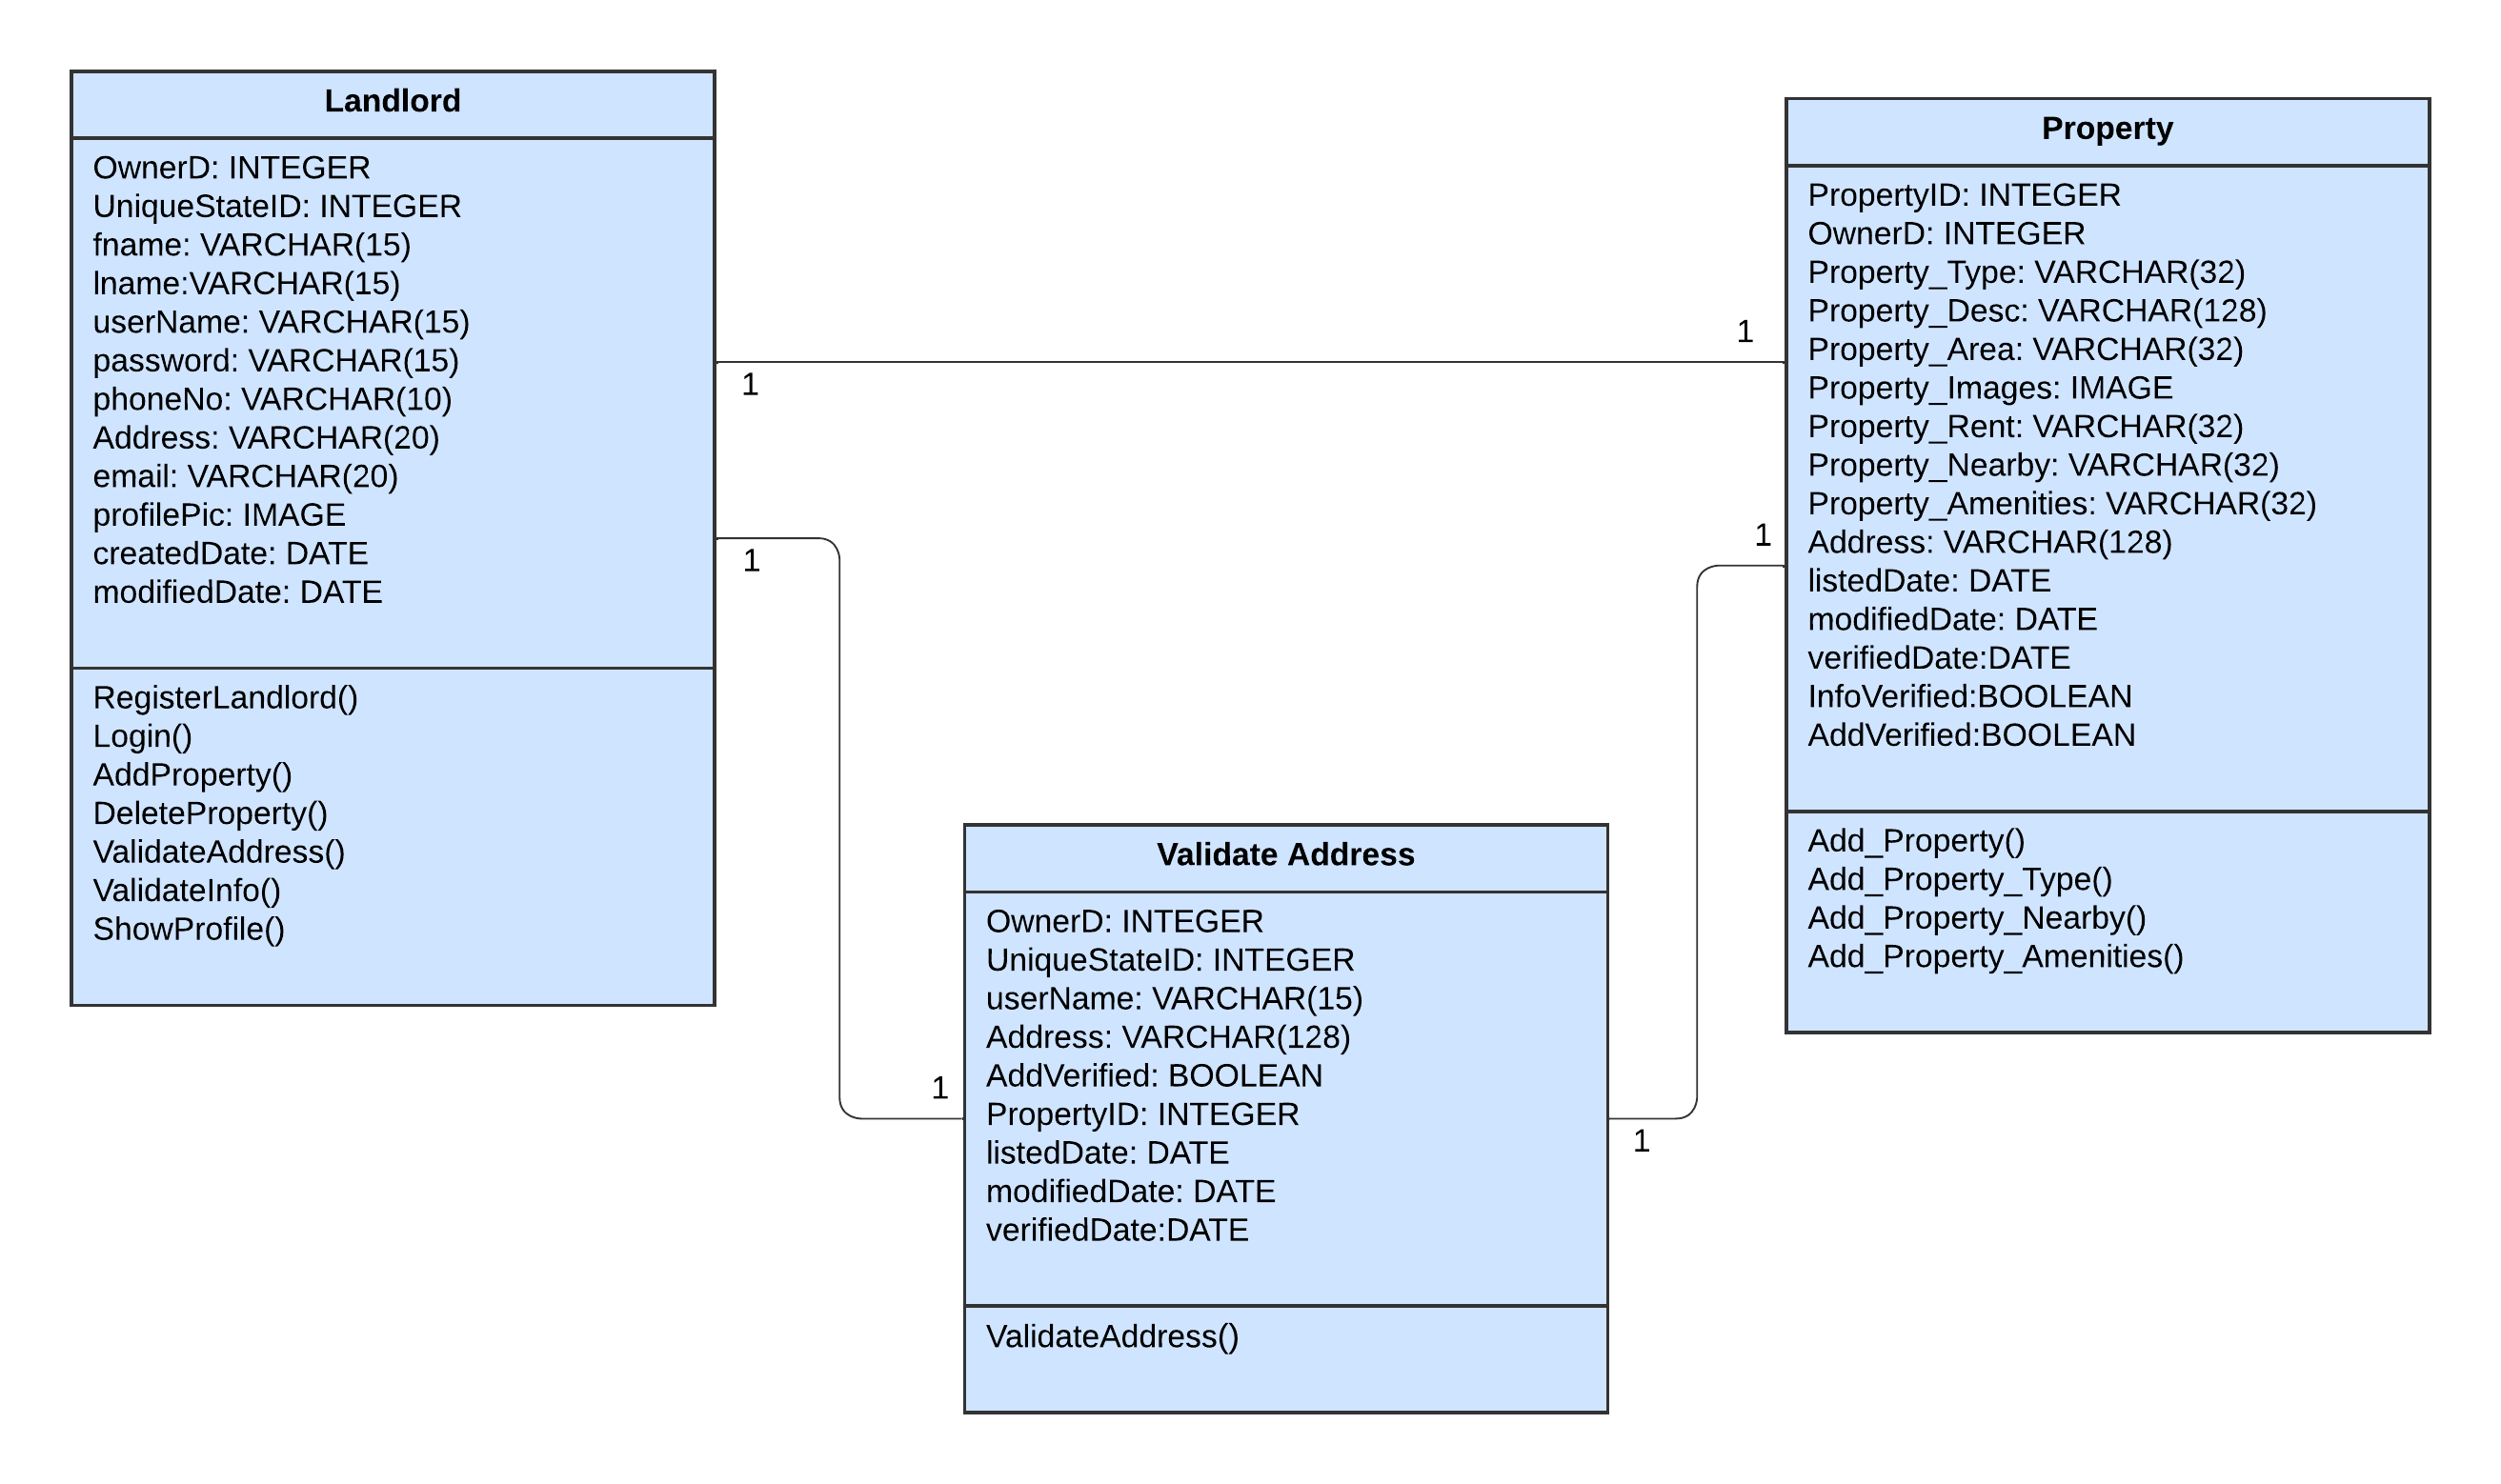 Landlord
OwnerD: INTEGER
UniqueStateID: INTEGER
fname: VARCHAR(15)
lname:VARCHAR(15)
userName: VARCHAR(15)
password: VARCHAR(15)
phoneNo: VARCHAR(10)
Address: VARCHAR(20)
email: VARCHAR(20)
profilePic: IMAGE
createdDate: DATE
modifiedDate: DATE
RegisterLandlord()
Login()
AddProperty()
DeleteProperty()
ValidateAddress()
ValidateInfo()
ShowProfile()
1
1
1
1
1
1
Validate Address
OwnerD: INTEGER
UniqueStateID: INTEGER
userName: VARCHAR(15)
Address: VARCHAR(128)
AddVerified: BOOLEAN
PropertyID: INTEGER
listedDate: DATE
modifiedDate: DATE
verifiedDate:DATE
ValidateAddress()
Property
PropertyID: INTEGER
OwnerD: INTEGER
Property_Type: VARCHAR(32)
Property_Desc: VARCHAR(128)
Property_Area: VARCHAR(32)
Property_Images: IMAGE
Property_Rent: VARCHAR(32)
Property_Nearby: VARCHAR(32)
Property_Amenities: VARCHAR(32)
Address: VARCHAR(128)
listedDate: DATE
modifiedDate: DATE
verifiedDate:DATE
InfoVerified:BOOLEAN
AddVerified:BOOLEAN
Add_Property()
Add_Property_Type()
Add_Property_Nearby()
Add_Property_Amenities()